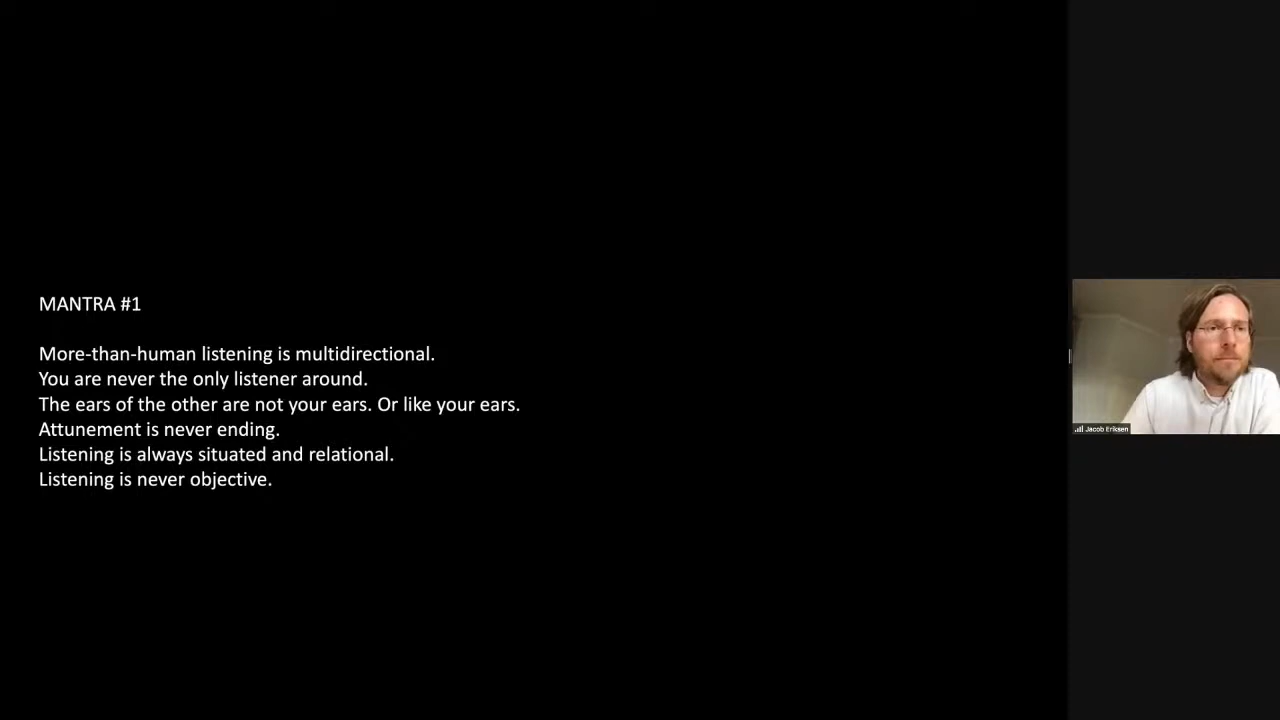 MANTRA #1
More-than-human listening is multidirectional.
You are never the only listener around.
The ears of the other are not your ears. Or like your ears.
Attunement is never ending.
Listening is always situated and relational.
Listening is never objective.
Jacob Eriksen